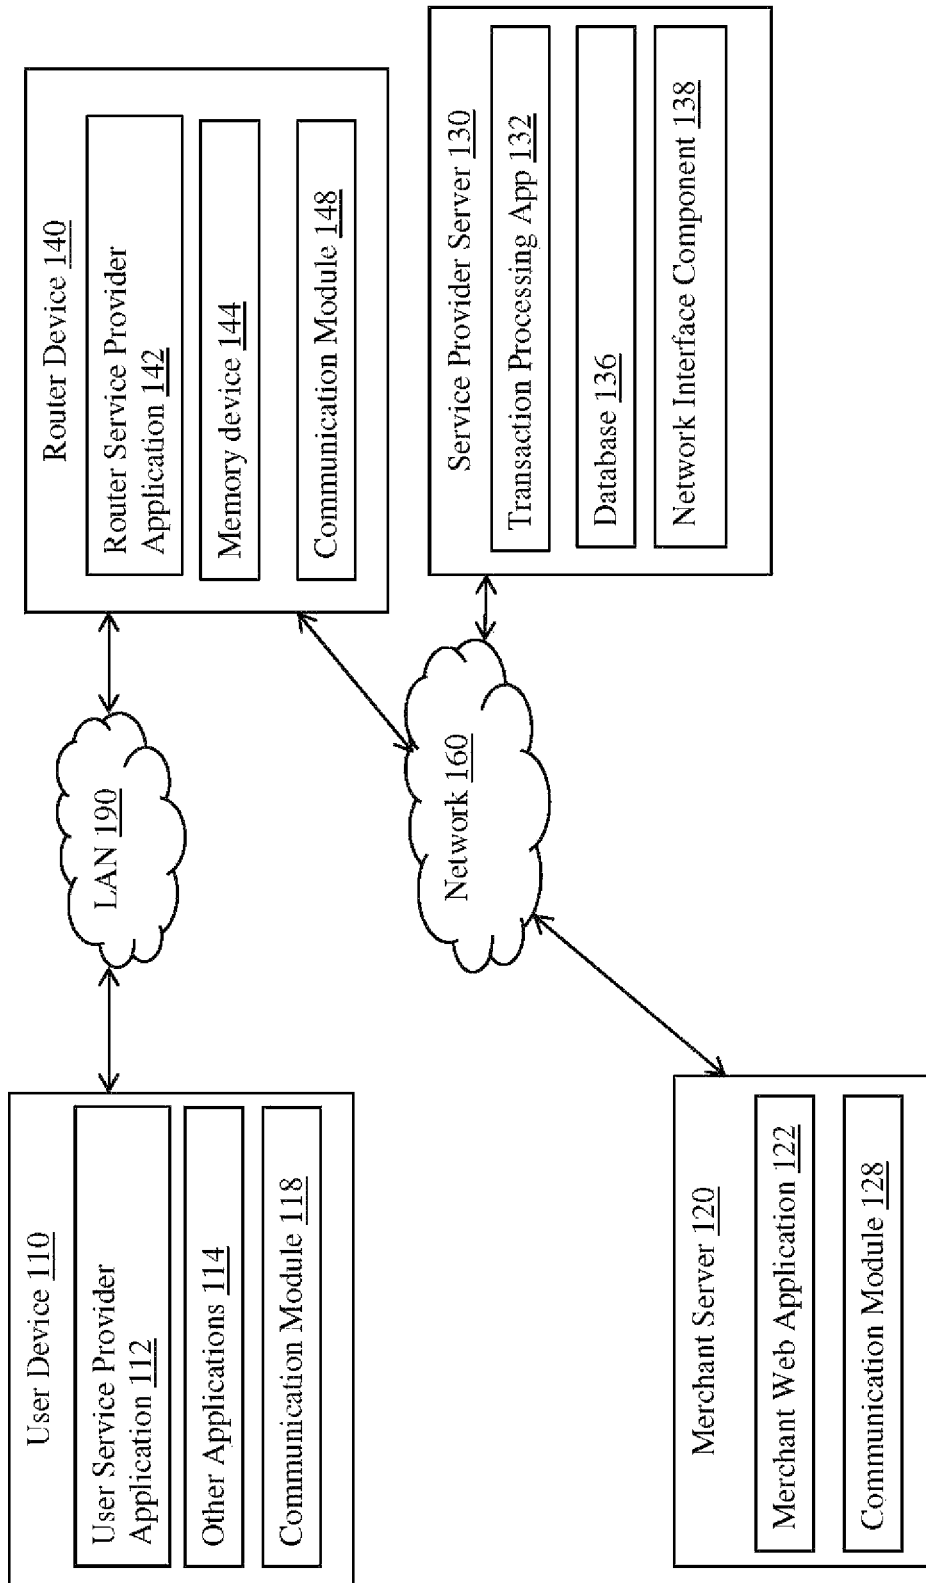 User Device 110
User Service Provider
Application 112
Other Applications 114
Communication Module 118
LAN 190
Router Device 140
Router Service Provider
Application 142
Memory device 144
Communication Module 148
Network 160
Merchant Server 120
Merchant Web Application 122
Communication Module 128
Service Provider Server 130
Transaction Processing App 132
Database 136
Network Interface Component 138